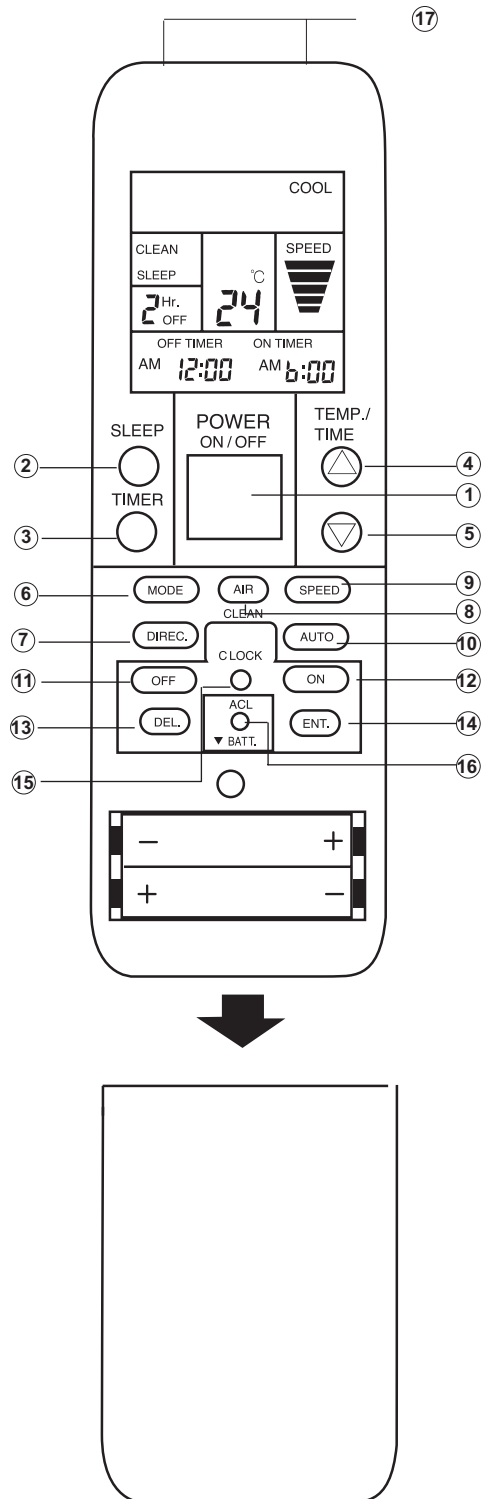 17
COOL
CLEAN
SLEEP
2 Hr.
OFF
24 °C
SPEED
OFF TIMER ON TIMER
AM 12:00 AM 6:00
SLEEP
POWER
ON / OFF
TEMP./
TIME
2
4
TIMER
1
3
5
6
MODE
AIR
CLEAN
SPEED
9
8
7
DIREC.
CLOCK
AUTO
10
11
OFF
ON
12
13
DEL.
ACL
▼ BATT.
ENT.
14
15
16
− +
+ −